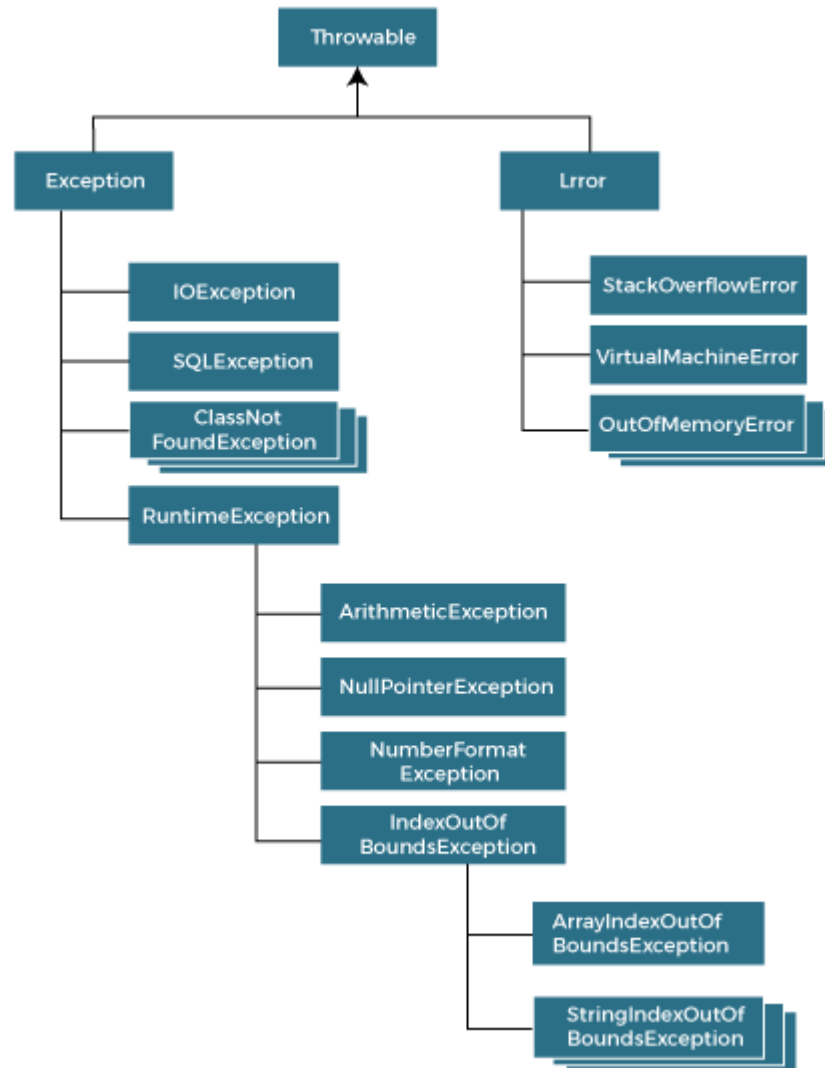 Throwable
Exception
Lrror
IOException
StackOverflowError
SQLException
VirtualMachineError
ClassNot
FoundException
OutOfMemoryError
RuntimeException
ArithmeticException
NullPointerException
NumberFormat
Exception
IndexOutOf
BoundsException
ArrayIndexOutOf
BoundsException
StringIndexOutOf
BoundsException